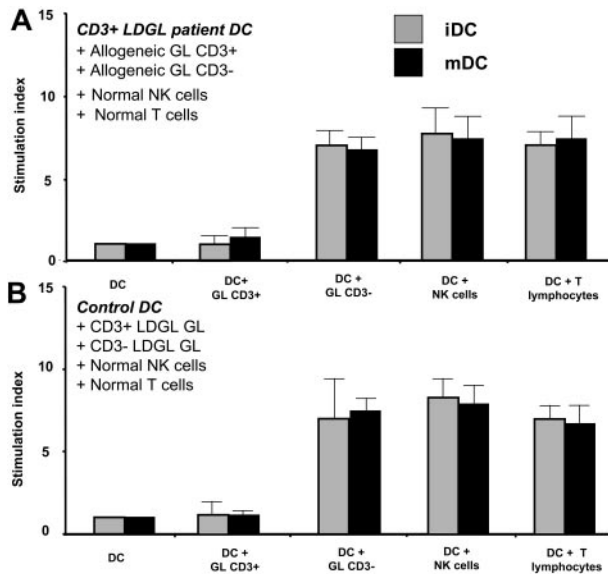 A
CD3+ LDGL patient DC
+ Allogeneic GL CD3+
+ Allogeneic GL CD3-
+ Normal NK cells
+ Normal T cells
iDC
mDC
Stimulation index
15
10
5
0
DC
DC+
GL CD3+
DC +
GL CD3-
DC +
NK cells
DC + T
lymphocytes
B
Control DC
+ CD3+ LDGL GL
+ CD3- LDGL GL
+ Normal NK cells
+ Normal T cells
Stimulation index
15
10
5
0
DC
DC +
GL CD3+
DC +
GL CD3-
DC +
NK cells
DC + T
lymphocytes